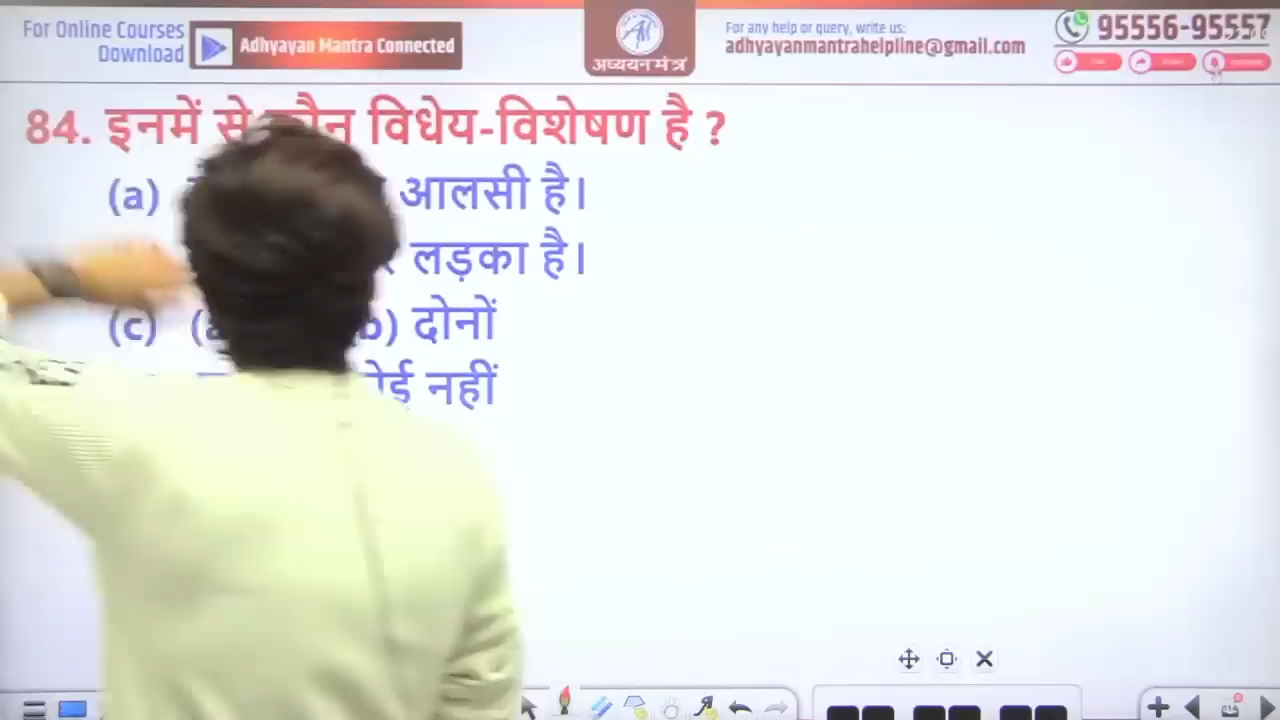 For Online Courses
Download
Adhyayan Mantra Connected
अध्ययन मंत्र
For any help or query, write us:
adhyayanmantrahelpline@gmail.com
95556-95557
84. इनमें से कौन विधेय-विशेषण है ?
(a) आलसी है।
लड़का है।
(c) दोनों
नहीं